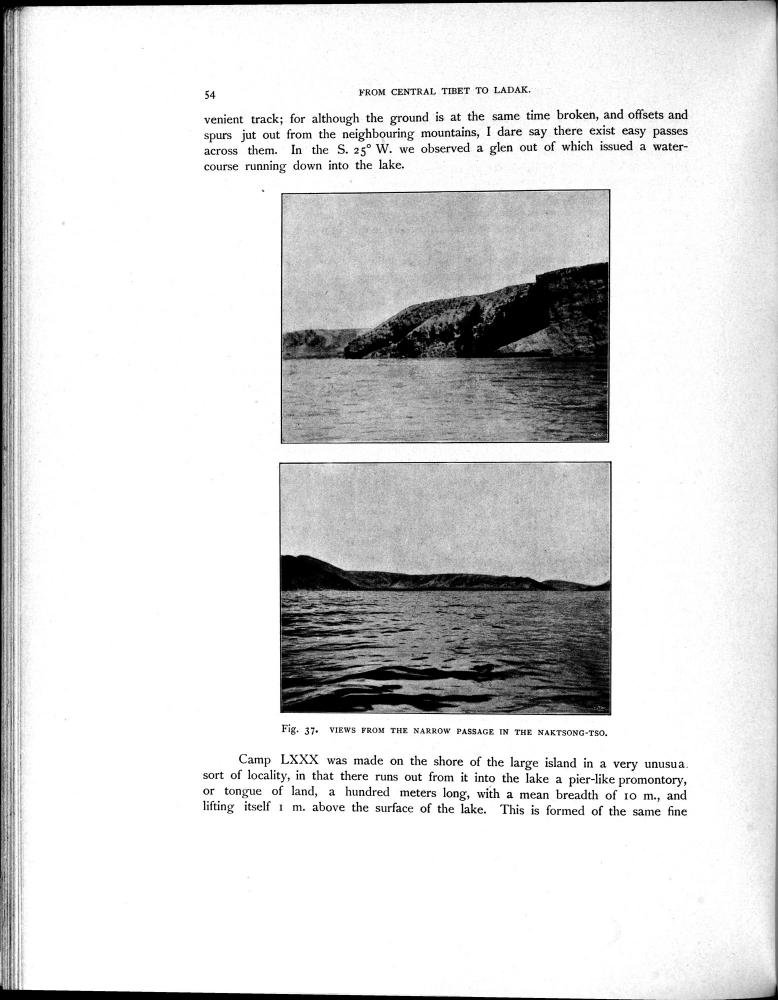 54
FROM CENTRAL TIBET TO LADAK.
venient track; for although the ground is at the same time broken, and offsets and
spurs jut out from the neighbouring mountains, I dare say there exist easy passes
across them. In the S. 25° W. we observed a glen out of which issued a water-
course running down into the lake.
Fig. 37. VIEWS FROM THE NARROW PASSAGE IN THE NAKTSONG-TSO.
Camp LXXX was made on the shore of the large island in a very unusua.
sort of locality, in that there runs out from it into the lake a pier-like promontory,
or tongue of land, a hundred meters long, with a mean breadth of 10 m., and
lifting itself 1 m. above the surface of the lake. This is formed of the same fine